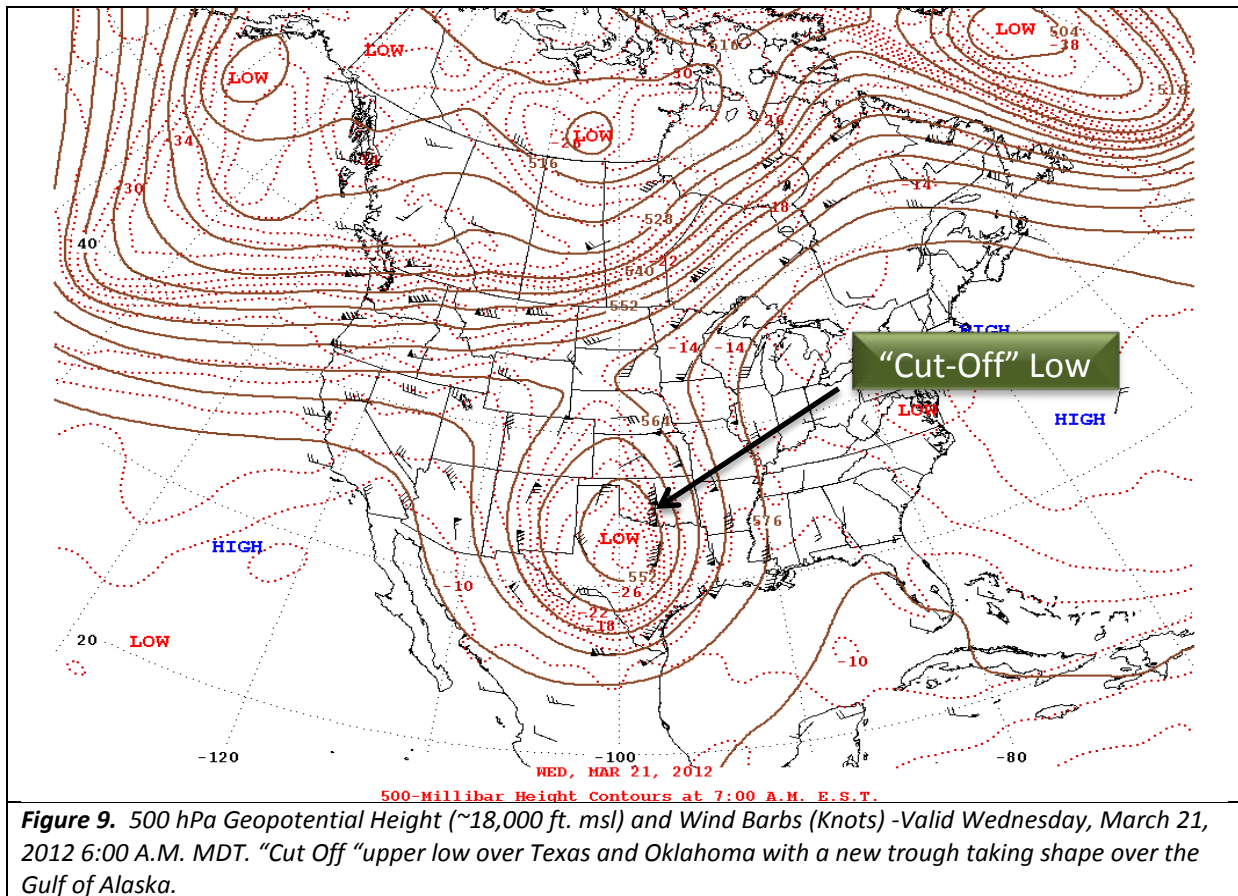 LOW 504
LOW 516 38
LOW
30 516
-26
LOW
-26
-34 516
-30 -14
-18
528
40
-22
540
552
HIGH
-14 -14
“Cut-Off” Low
LOW
564 HIGH
576
HIGH LOW
552
-10 -26
-22
-18
20 LOW
-10
-120 -100 -80
WED, MAR 21, 2012
500-Millibar Height Contours at 7:00 A.M. E.S.T.
Figure 9. 500 hPa Geopotential Height (~18,000 ft. msl) and Wind Barbs (Knots) -Valid Wednesday, March 21,
2012 6:00 A.M. MDT. “Cut Off “upper low over Texas and Oklahoma with a new trough taking shape over the
Gulf of Alaska.